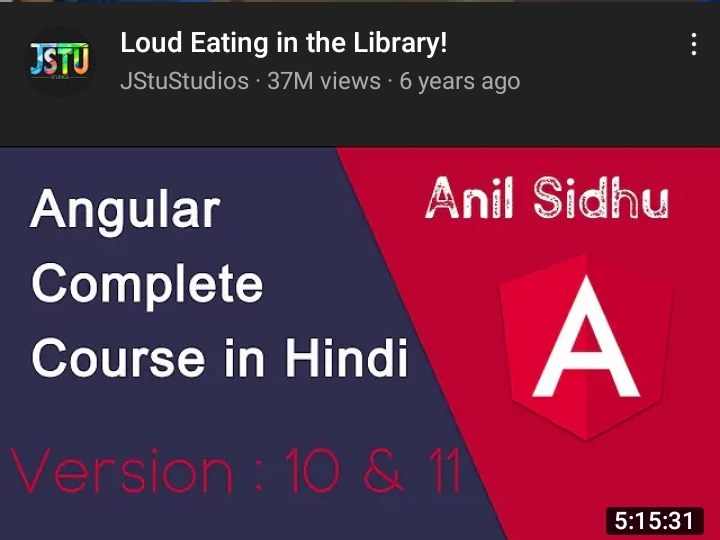 JSTU
STUDIOS
Loud Eating in the Library!
JStuStudios · 37M views · 6 years ago
Angular
Complete
Course in Hindi
Version : 10 & 11
Anil Sidhu
A
5:15:31